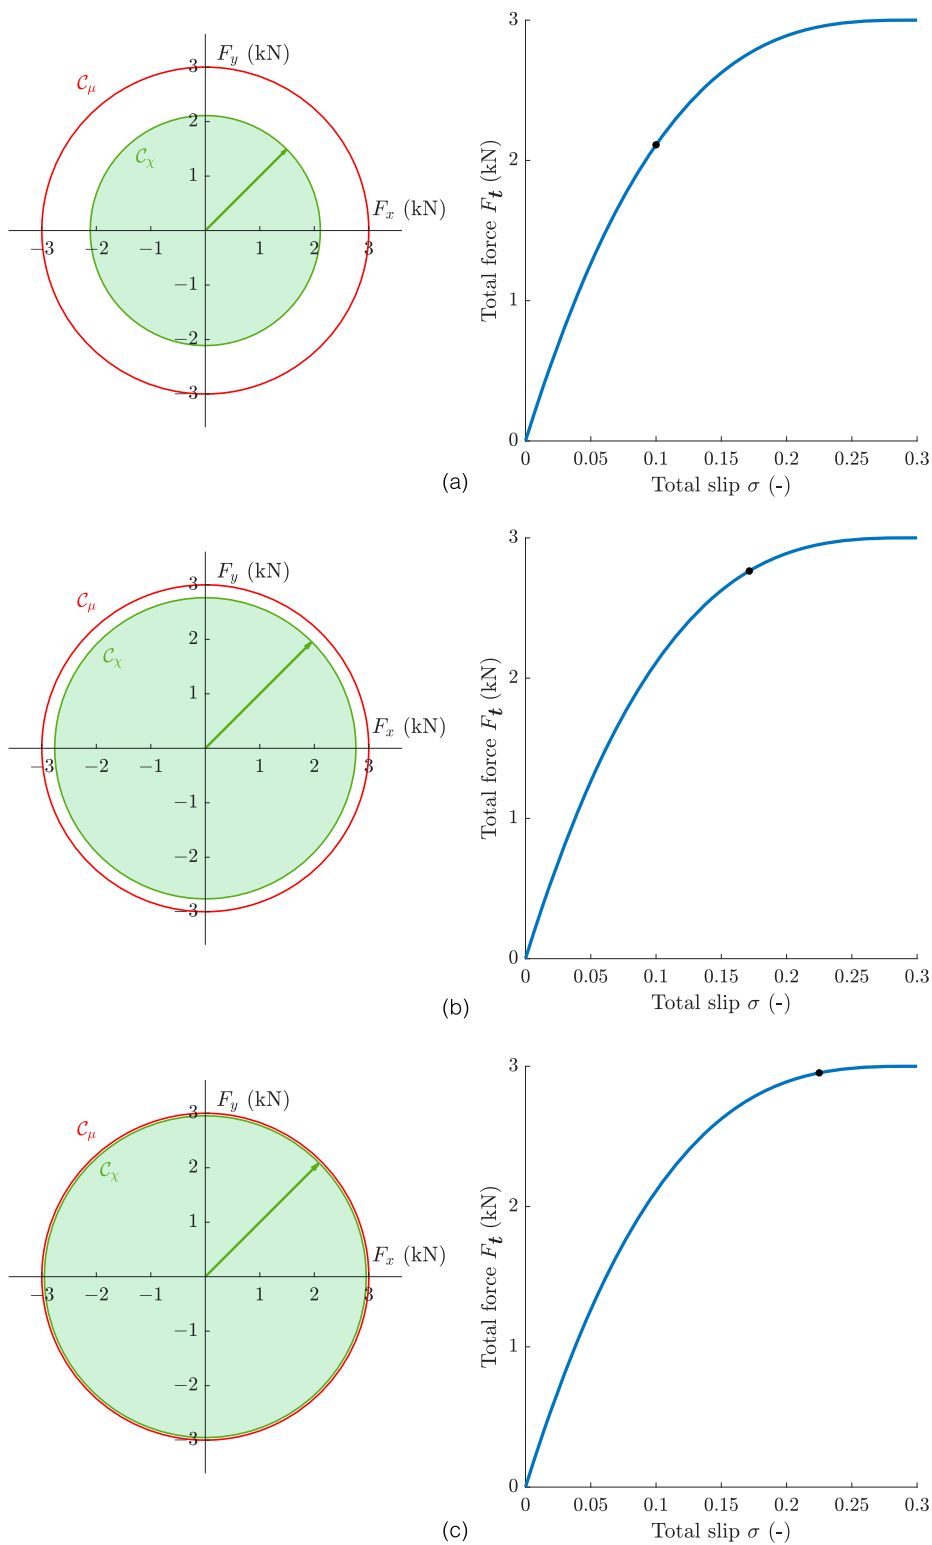 F_y (kN)
C_μ
C_χ
F_x (kN)
3
2
1
−1
−2
−3
−3 −2 −1 1 2 3
Total force F_t (kN)
3
2
1
0
0 0.05 0.1 0.15 0.2 0.25 0.3
Total slip σ (-)
(a)
F_y (kN)
C_μ
C_χ
F_x (kN)
3
2
1
−1
−2
−3
−3 −2 −1 1 2 3
Total force F_t (kN)
3
2
1
0
0 0.05 0.1 0.15 0.2 0.25 0.3
Total slip σ (-)
(b)
F_y (kN)
C_μ
C_χ
F_x (kN)
3
2
1
−1
−2
−3
−3 −2 −1 1 2 3
Total force F_t (kN)
3
2
1
0
0 0.05 0.1 0.15 0.2 0.25 0.3
Total slip σ (-)
(c)